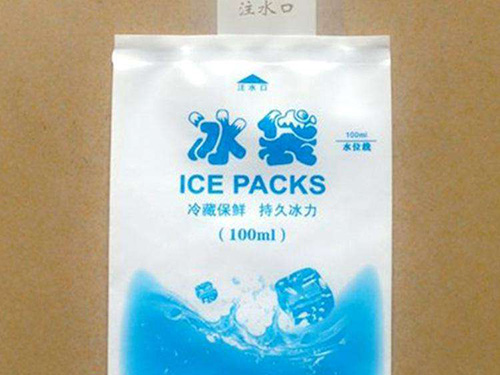 注水口
注水口
冰袋
100ml
水位线
ICE PACKS
冷藏保鲜 持久冰力
(100ml)